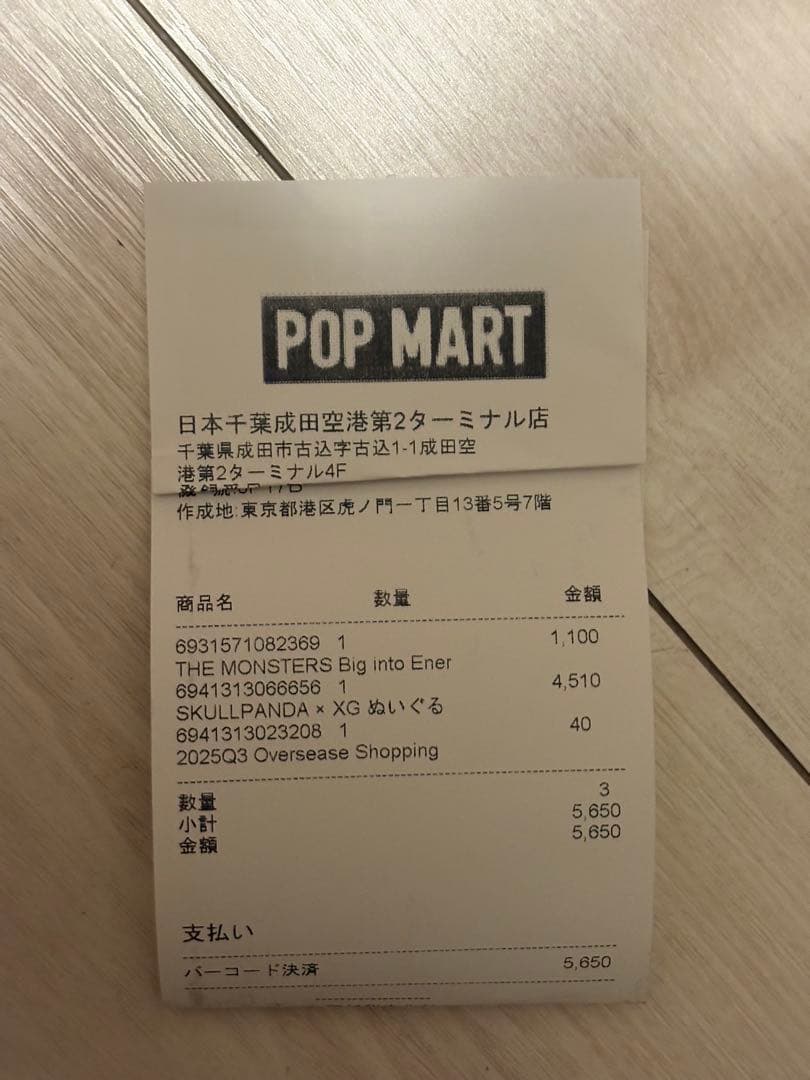 POP MART
日本千葉成田空港第2ターミナル店
千葉県成田市古込字古込1-1成田空
港第2ターミナル4F
作成地:東京都港区虎ノ門一丁目13番5号7階
商品名 数量 金額
6931571082369 1 1,100
THE MONSTERS Big into Ener
6941313066656 1 4,510
SKULLPANDA × XG ぬいぐる
6941313023208 1 40
2025Q3 Oversease Shopping
数量 3
小計 5,650
金額 5,650
支払い
バーコード決済 5,650